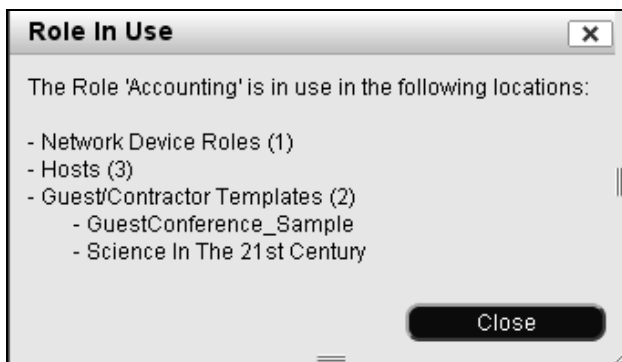 Role In Use
The Role 'Accounting' is in use in the following locations:
- Network Device Roles (1)
- Hosts (3)
- Guest/Contractor Templates (2)
- GuestConference_Sample
- Science In The 21st Century
Close